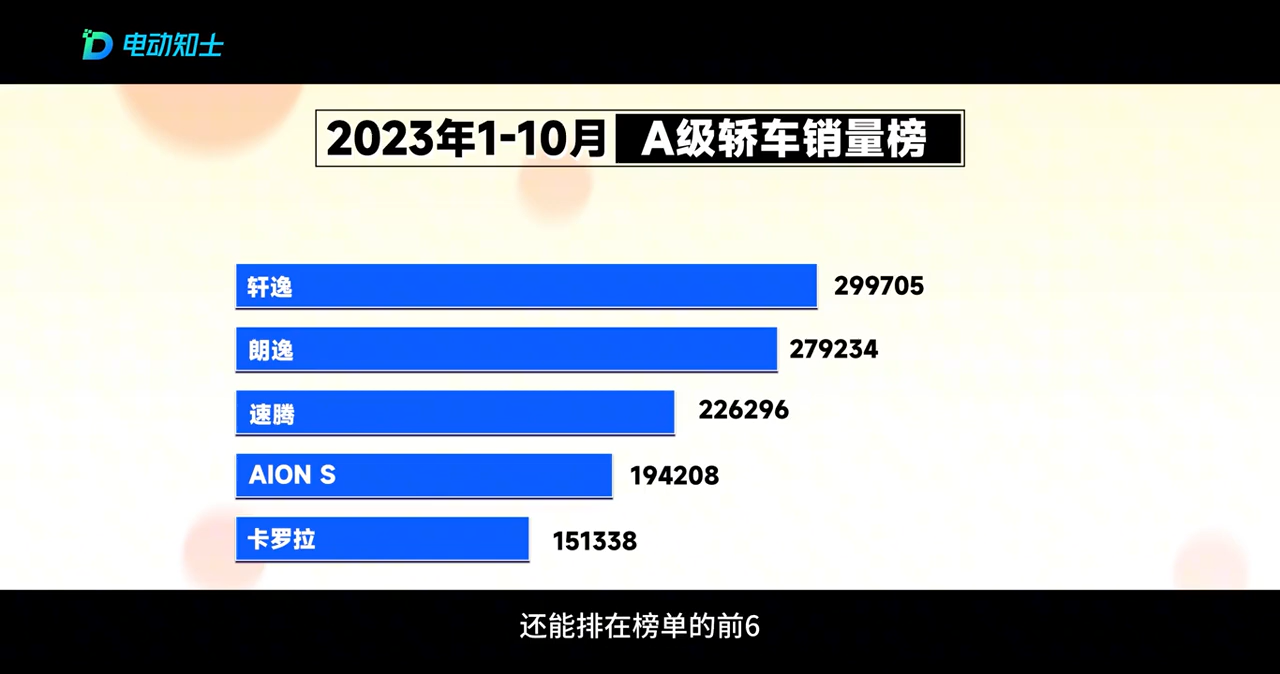 电动知士
2023年1-10月 A级轿车销量榜
轩逸 299705
朗逸 279234
速腾 226296
AION S 194208
卡罗拉 151338
还能排在榜单的前6